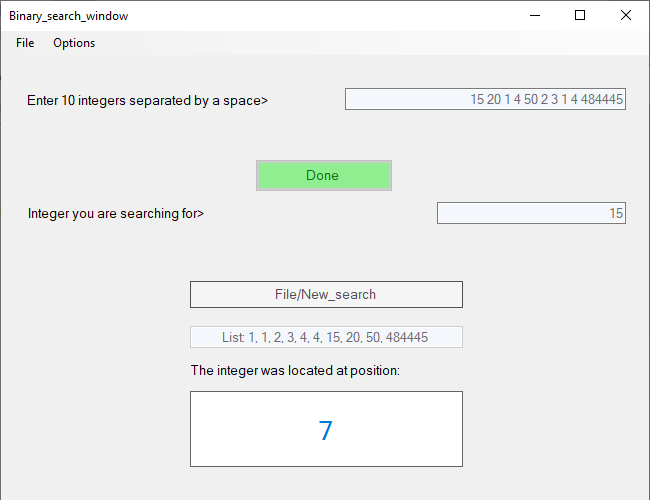 Binary_search_window
File Options
Enter 10 integers separated by a space>
15 20 1 4 50 2 3 1 4 484445
Done
Integer you are searching for>
15
File/New_search
List: 1, 1, 2, 3, 4, 4, 15, 20, 50, 484445
The integer was located at position:
7